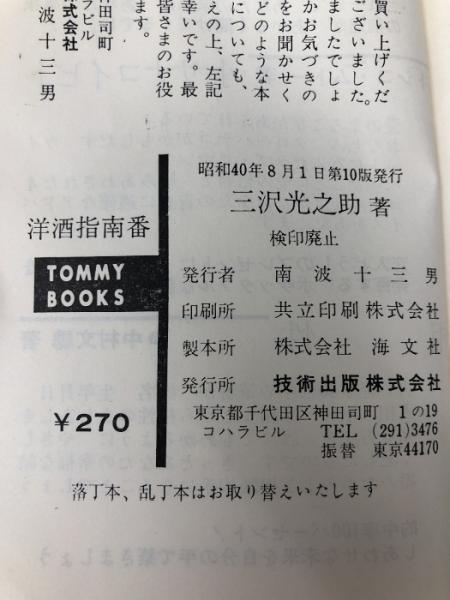 買い上げくだ
ございました。
ましたでしょ
かお気づきの
をお聞かせく
どのような本
についても、
幸いです。最
えの上、左記
皆さまのお役
ます。
神田司町
ラビル
株式会社
波十三男
昭和40年8月1日第10版発行
三沢光之助 著
検印廃止
洋酒指南番
TOMMY
BOOKS
¥270
発行者 南波十三男
印刷所 共立印刷株式会社
製本所 株式会社 海文社
発行所 技術出版株式会社
東京都千代田区神田司町 1の19
コハラビル TEL (291)3476
振替 東京44170
落丁本、乱丁本はお取り替えいたします